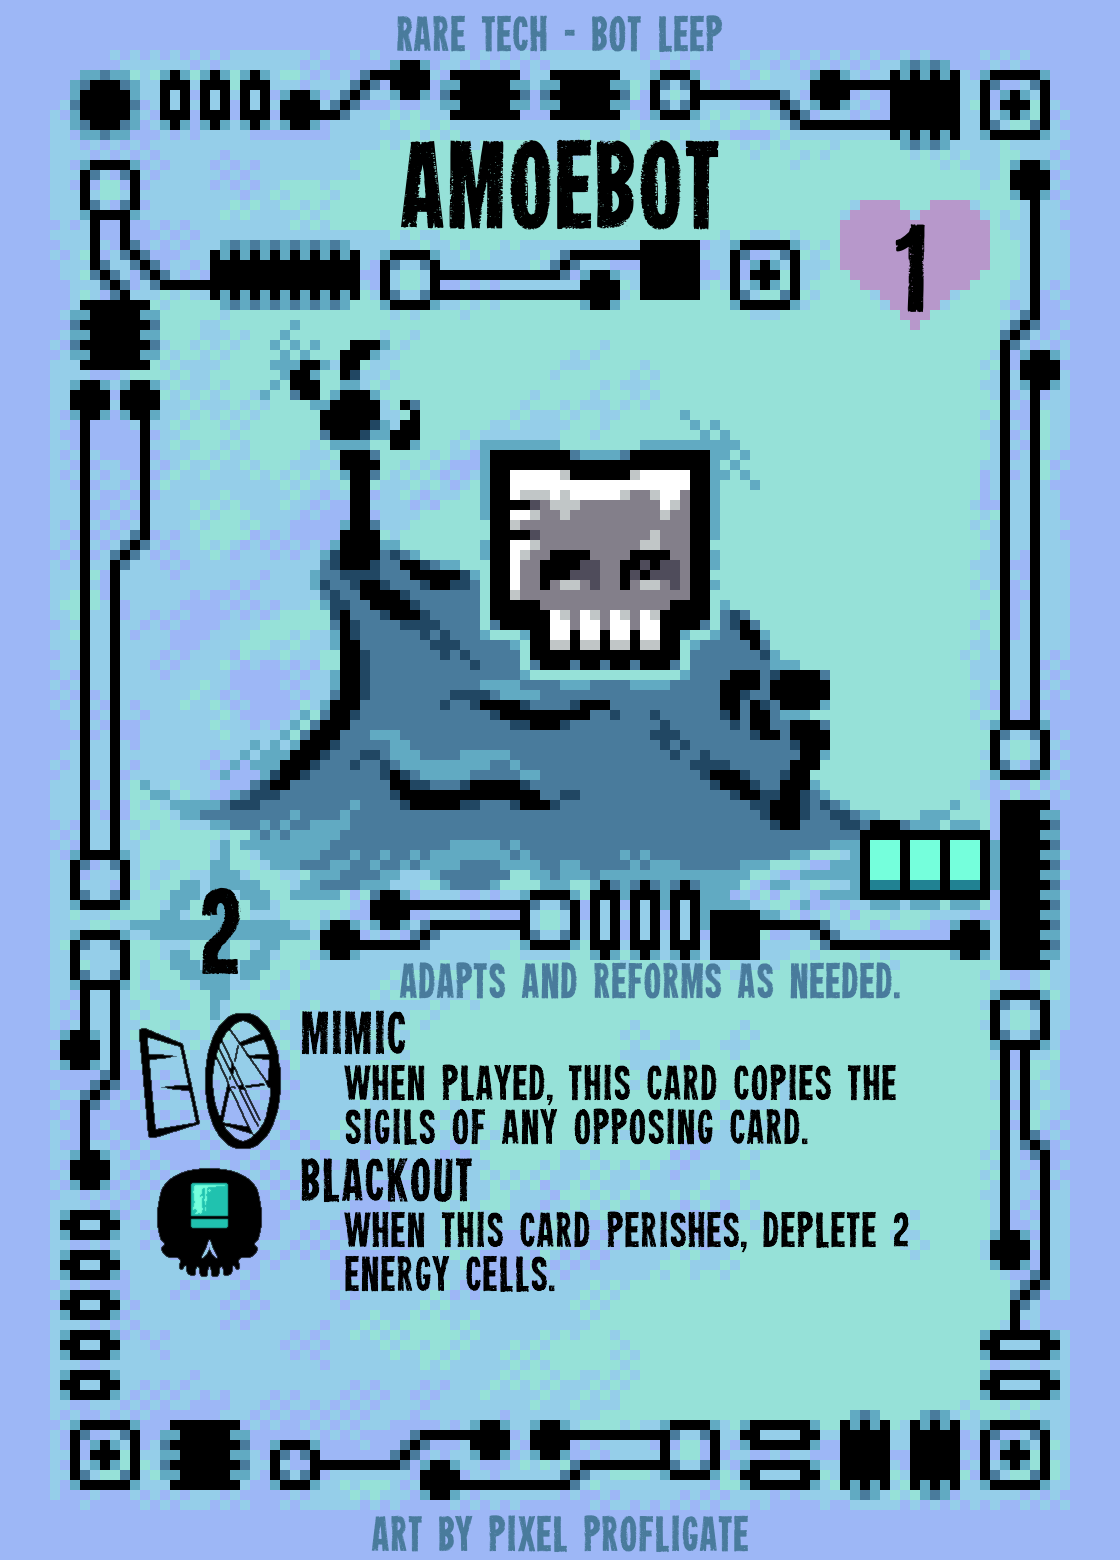 RARE TECH - BOT LEEP
AMOEBOT
1
2
ADAPTS AND REFORMS AS NEEDED.
MIMIC
WHEN PLAYED, THIS CARD COPIES THE
SIGILS OF ANY OPPOSING CARD.
BLACKOUT
WHEN THIS CARD PERISHES, DEPLETE 2
ENERGY CELLS.
ART BY PIXEL PROFLIGATE